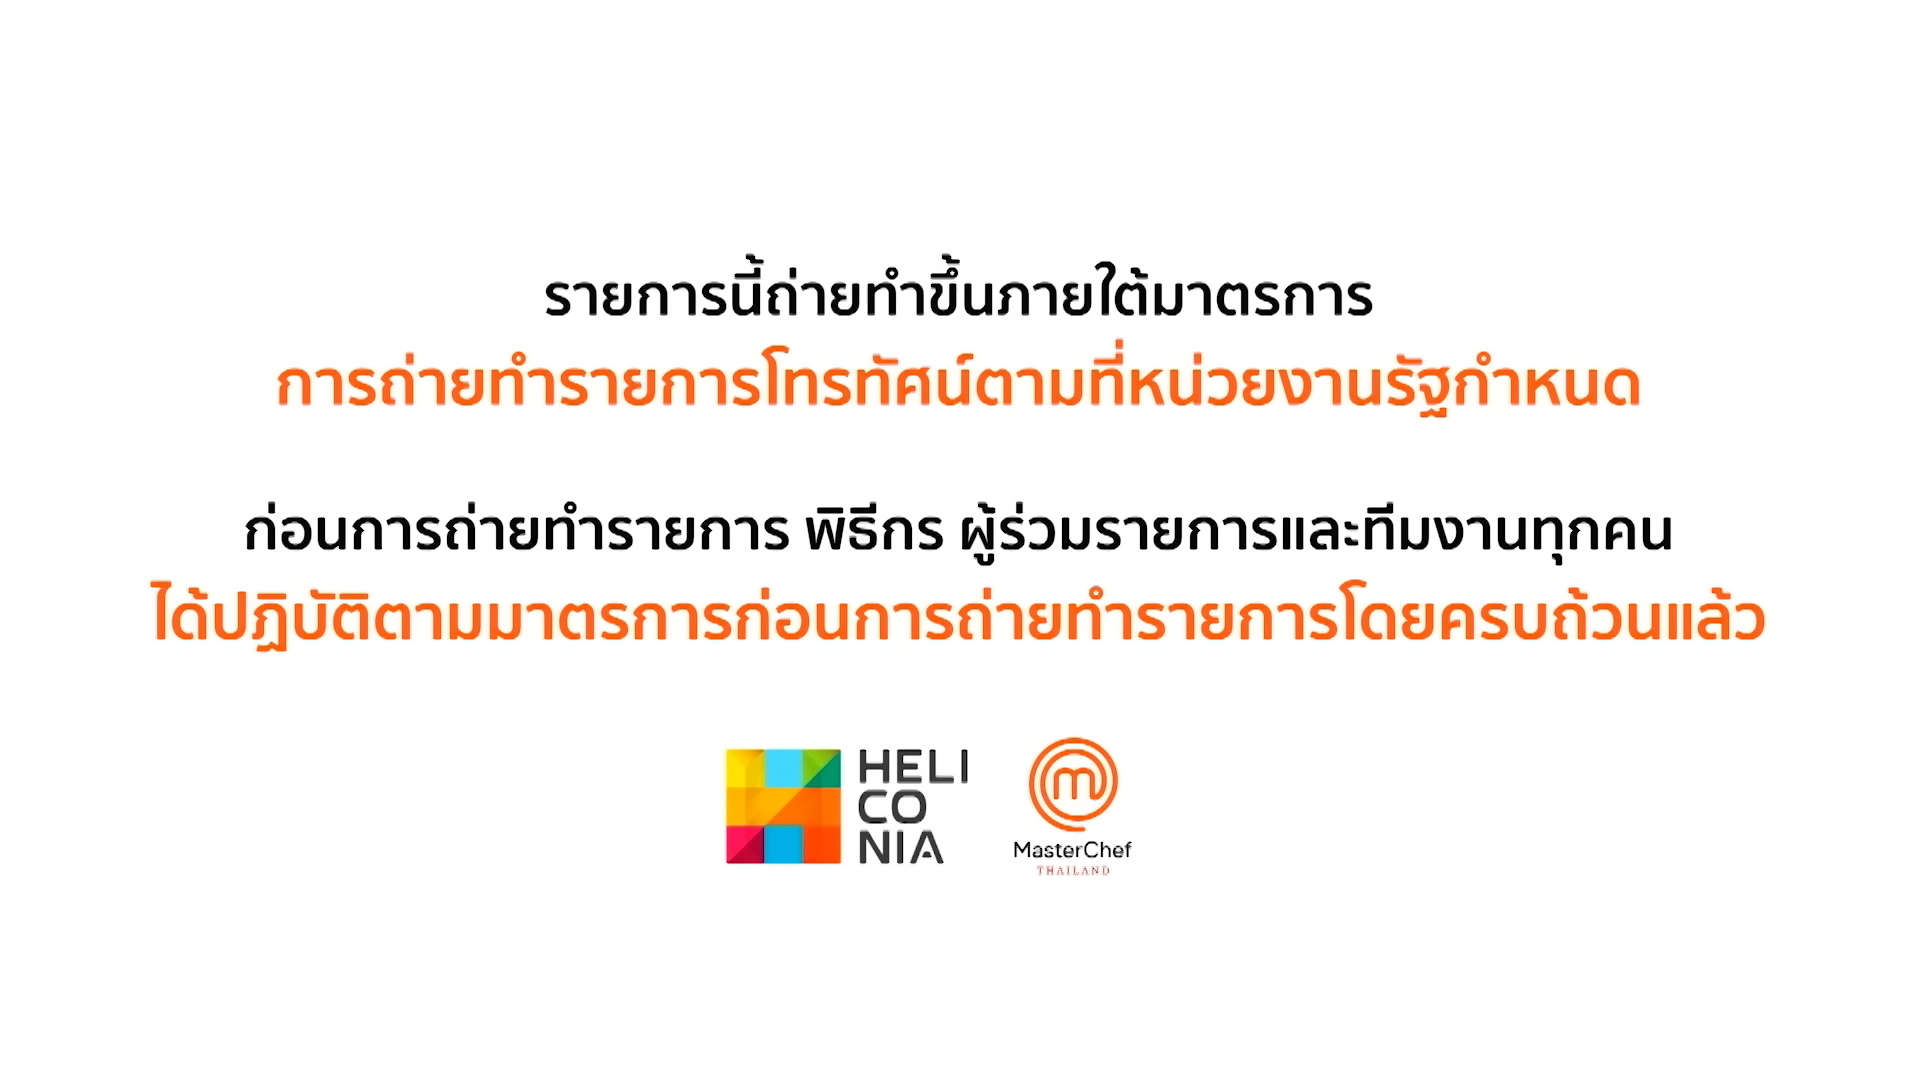 รายการนี้ถ่ายทำขึ้นภายใต้มาตรการ
การถ่ายทำรายการโทรทัศน์ตามที่หน่วยงานรัฐกำหนด
ก่อนการถ่ายทำรายการ พิธีกร ผู้ร่วมรายการและทีมงานทุกคน
ได้ปฏิบัติตามมาตรการก่อนการถ่ายทำรายการโดยครบถ้วนแล้ว
HELI
CO
NIA
MasterChef
THAILAND